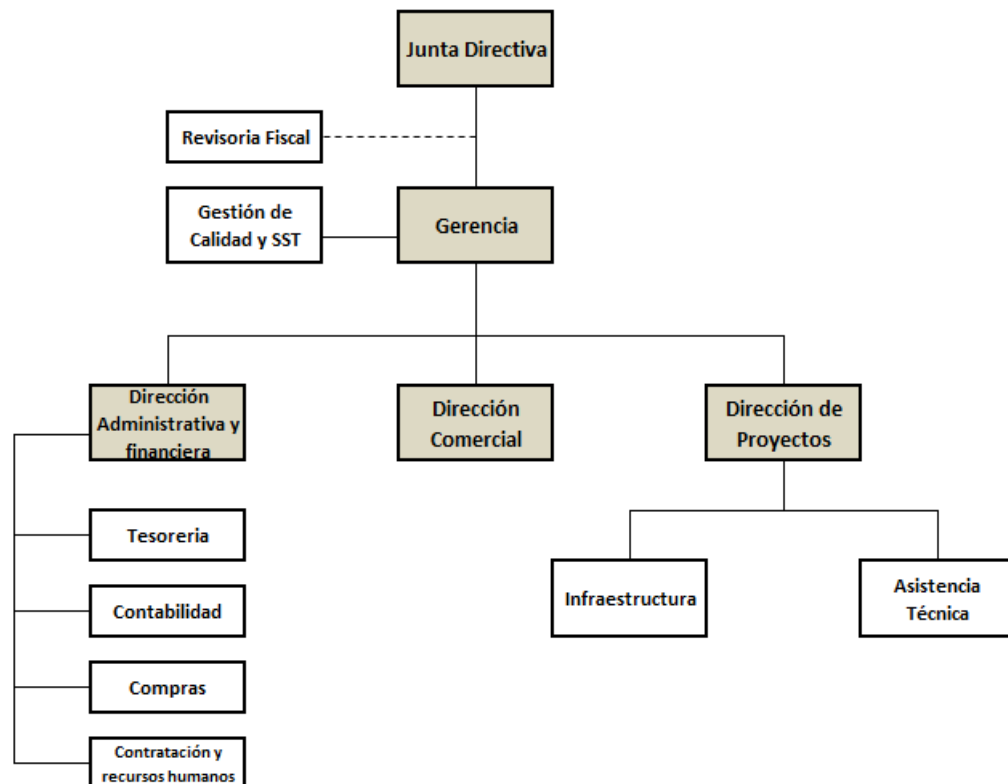 Junta Directiva
Revisoria Fiscal
Gestión de
Calidad y SST
Gerencia
Dirección
Administrativa y
financiera
Dirección
Comercial
Dirección de
Proyectos
Tesoreria
Contabilidad
Compras
Contratación y
recursos humanos
Infraestructura
Asistencia
Técnica